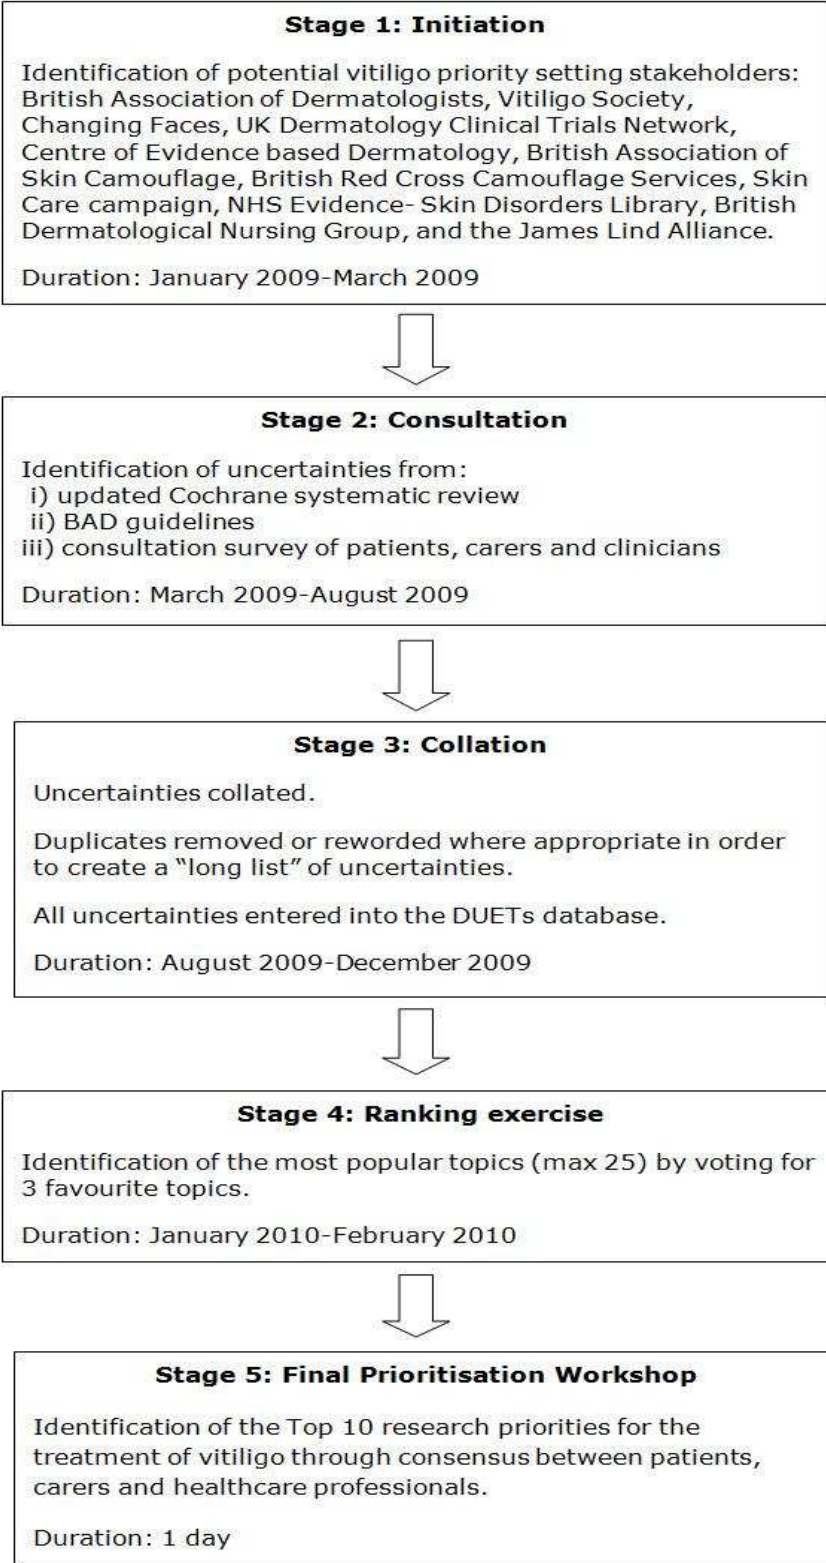 Stage 1: Initiation
Identification of potential vitiligo priority setting stakeholders:
British Association of Dermatologists, Vitiligo Society,
Changing Faces, UK Dermatology Clinical Trials Network,
Centre of Evidence based Dermatology, British Association of
Skin Camouflage, British Red Cross Camouflage Services, Skin
Care campaign, NHS Evidence- Skin Disorders Library, British
Dermatological Nursing Group, and the James Lind Alliance.
Duration: January 2009-March 2009
Stage 2: Consultation
Identification of uncertainties from:
i) updated Cochrane systematic review
ii) BAD guidelines
iii) consultation survey of patients, carers and clinicians
Duration: March 2009-August 2009
Stage 3: Collation
Uncertainties collated.
Duplicates removed or reworded where appropriate in order
to create a “long list” of uncertainties.
All uncertainties entered into the DUETs database.
Duration: August 2009-December 2009
Stage 4: Ranking exercise
Identification of the most popular topics (max 25) by voting for
3 favourite topics.
Duration: January 2010-February 2010
Stage 5: Final Prioritisation Workshop
Identification of the Top 10 research priorities for the
treatment of vitiligo through consensus between patients,
carers and healthcare professionals.
Duration: 1 day